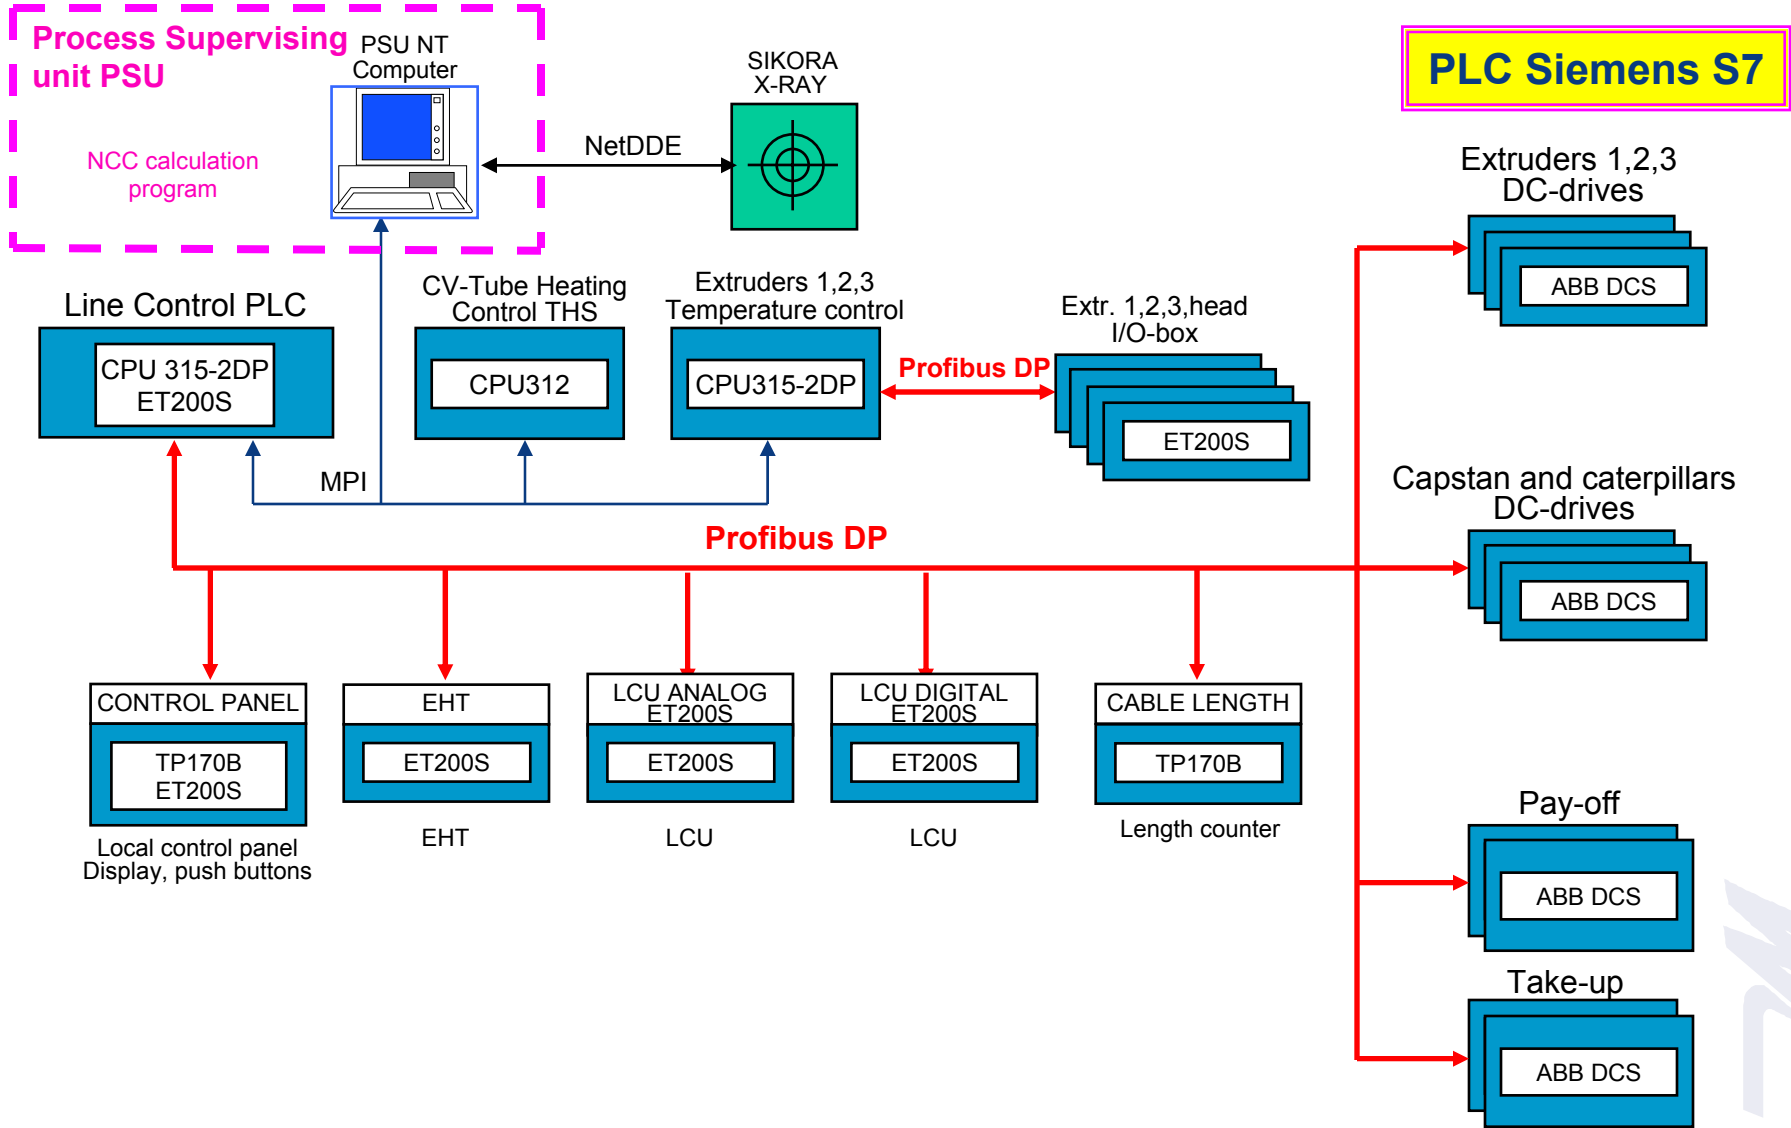 Process Supervising
unit PSU
PSU NT
Computer
NCC calculation
program
NetDDE
SIKORA
X-RAY
PLC Siemens S7
Line Control PLC
CPU 315-2DP
ET200S
CV-Tube Heating
Control THS
CPU312
Extruders 1,2,3
Temperature control
CPU315-2DP
Profibus DP
Extr. 1,2,3,head
I/O-box
ET200S
Extruders 1,2,3
DC-drives
ABB DCS
MPI
Profibus DP
Capstan and caterpillars
DC-drives
ABB DCS
CONTROL PANEL
TP170B
ET200S
Local control panel
Display, push buttons
EHT
ET200S
EHT
LCU ANALOG
ET200S
ET200S
LCU
LCU DIGITAL
ET200S
ET200S
LCU
CABLE LENGTH
TP170B
Length counter
Pay-off
ABB DCS
Take-up
ABB DCS